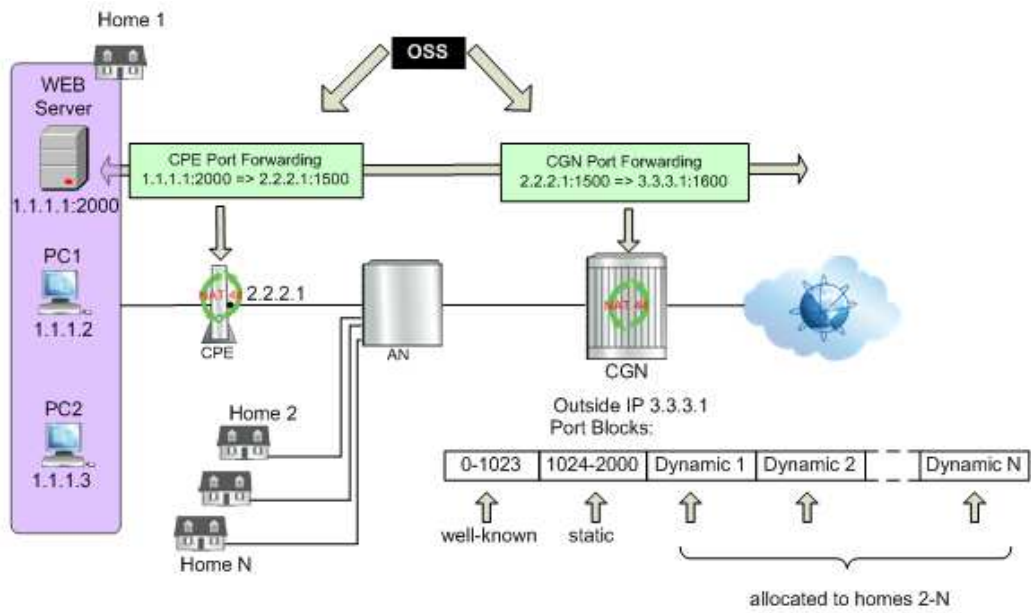 Home 1
OSS
WEB
Server
1.1.1.1:2000
CPE Port Forwarding
1.1.1.1:2000 => 2.2.2.1:1500
CGN Port Forwarding
2.2.2.1:1500 => 3.3.3.1:1600
PC1
1.1.1.2
2.2.2.1
CPE
AN
CGN
PC2
1.1.1.3
Home 2
Home N
Outside IP 3.3.3.1
Port Blocks:
0-1023
1024-2000
Dynamic 1
Dynamic 2
Dynamic N
well-known
static
allocated to homes 2-N